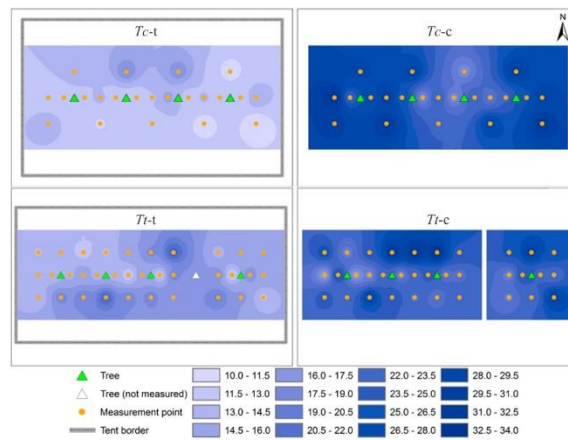 Tc-t
Tc-c
N
Tt-t
Tt-c
Tree
Tree (not measured)
Measurement point
Tent border
10.0 - 11.5
11.5 - 13.0
13.0 - 14.5
14.5 - 16.0
16.0 - 17.5
17.5 - 19.0
19.0 - 20.5
20.5 - 22.0
22.0 - 23.5
23.5 - 25.0
25.0 - 26.5
26.5 - 28.0
28.0 - 29.5
29.5 - 31.0
31.0 - 32.5
32.5 - 34.0